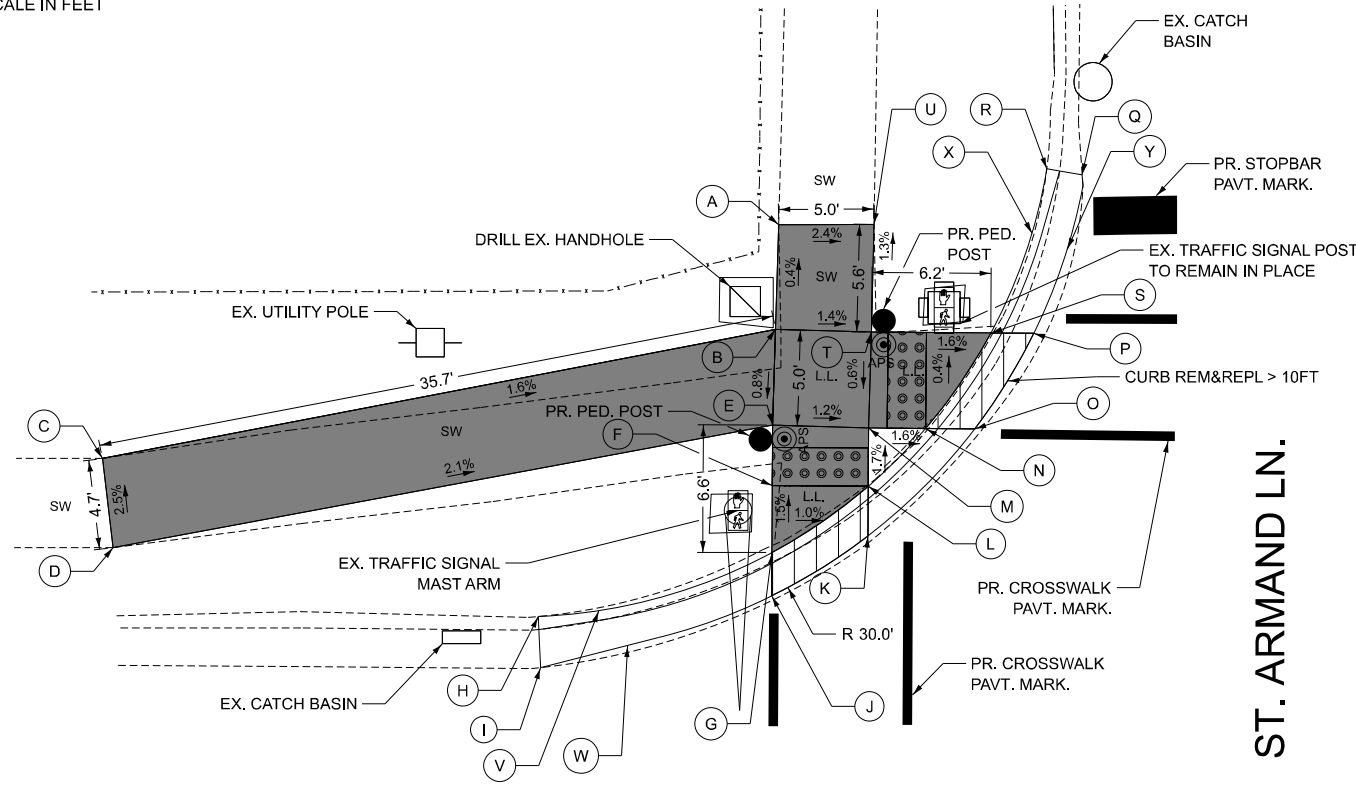 CALE IN FEET
EX. CATCH
BASIN
U
R
Q
X
Y
SW
PR. STOPBAR
PAVT. MARK.
A
5.0'
2.4%
1.3%
PR. PED.
POST
DRILL EX. HANDHOLE
0.4%
SW
5.6'
6.2'
EX. TRAFFIC SIGNAL POST
TO REMAIN IN PLACE
S
EX. UTILITY POLE
1.4%
B
T
APS
1.6%
P
35.7'
1.6%
0.8%
5.0'
L.L.
0.6%
L.L.
0.4%
CURB REM&REPL > 10FT
C
SW
PR. PED. POST
E
1.2%
O
F
APS
1.6%
4.7%
N
2.1%
SW
4.7'
2.5%
6.6'
L.L.
1.5%
1.0%
M
D
L
EX. TRAFFIC SIGNAL
MAST ARM
K
PR. CROSSWALK
PAVT. MARK.
R 30.0'
PR. CROSSWALK
PAVT. MARK.
EX. CATCH BASIN
H
I
V
W
G
J
ST. ARMAND LN.